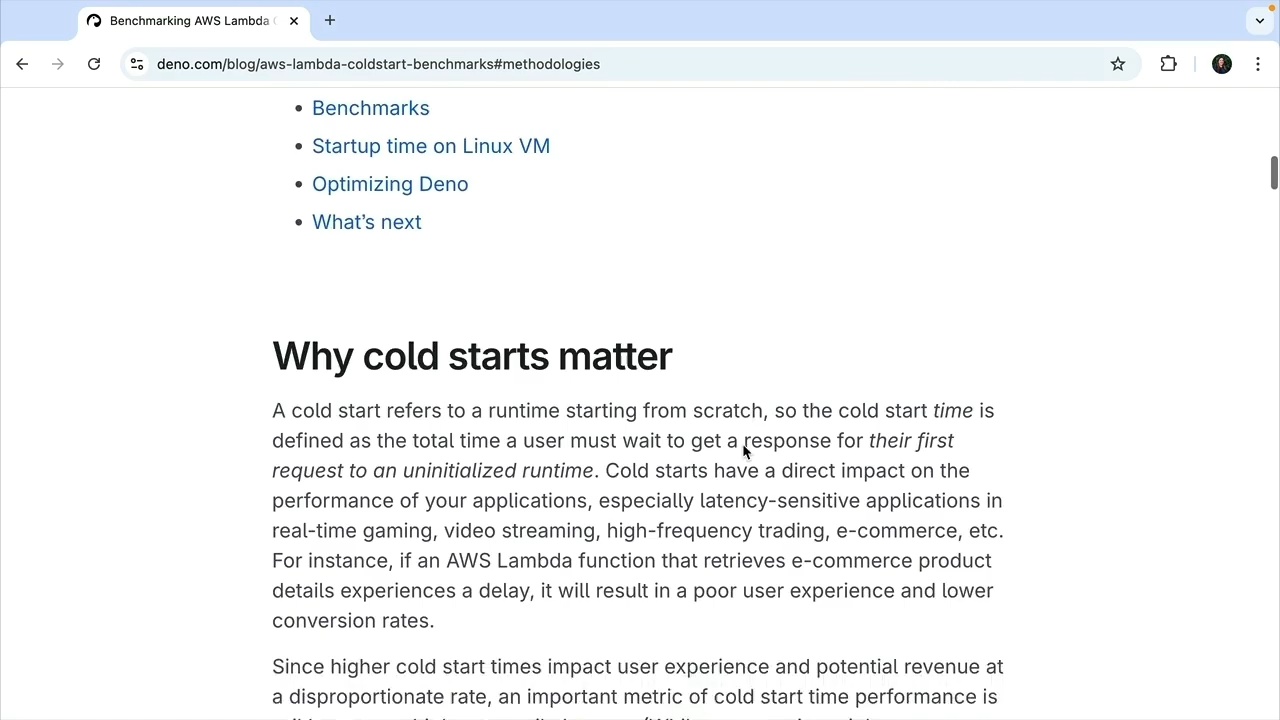 Benchmarking AWS Lambda
deno.com/blog/aws-lambda-coldstart-benchmarks#methodologies
• Benchmarks
• Startup time on Linux VM
• Optimizing Deno
• What's next
Why cold starts matter
A cold start refers to a runtime starting from scratch, so the cold start time is
defined as the total time a user must wait to get a response for their first
request to an uninitialized runtime. Cold starts have a direct impact on the
performance of your applications, especially latency-sensitive applications in
real-time gaming, video streaming, high-frequency trading, e-commerce, etc.
For instance, if an AWS Lambda function that retrieves e-commerce product
details experiences a delay, it will result in a poor user experience and lower
conversion rates.
Since higher cold start times impact user experience and potential revenue at
a disproportionate rate, an important metric of cold start time performance is